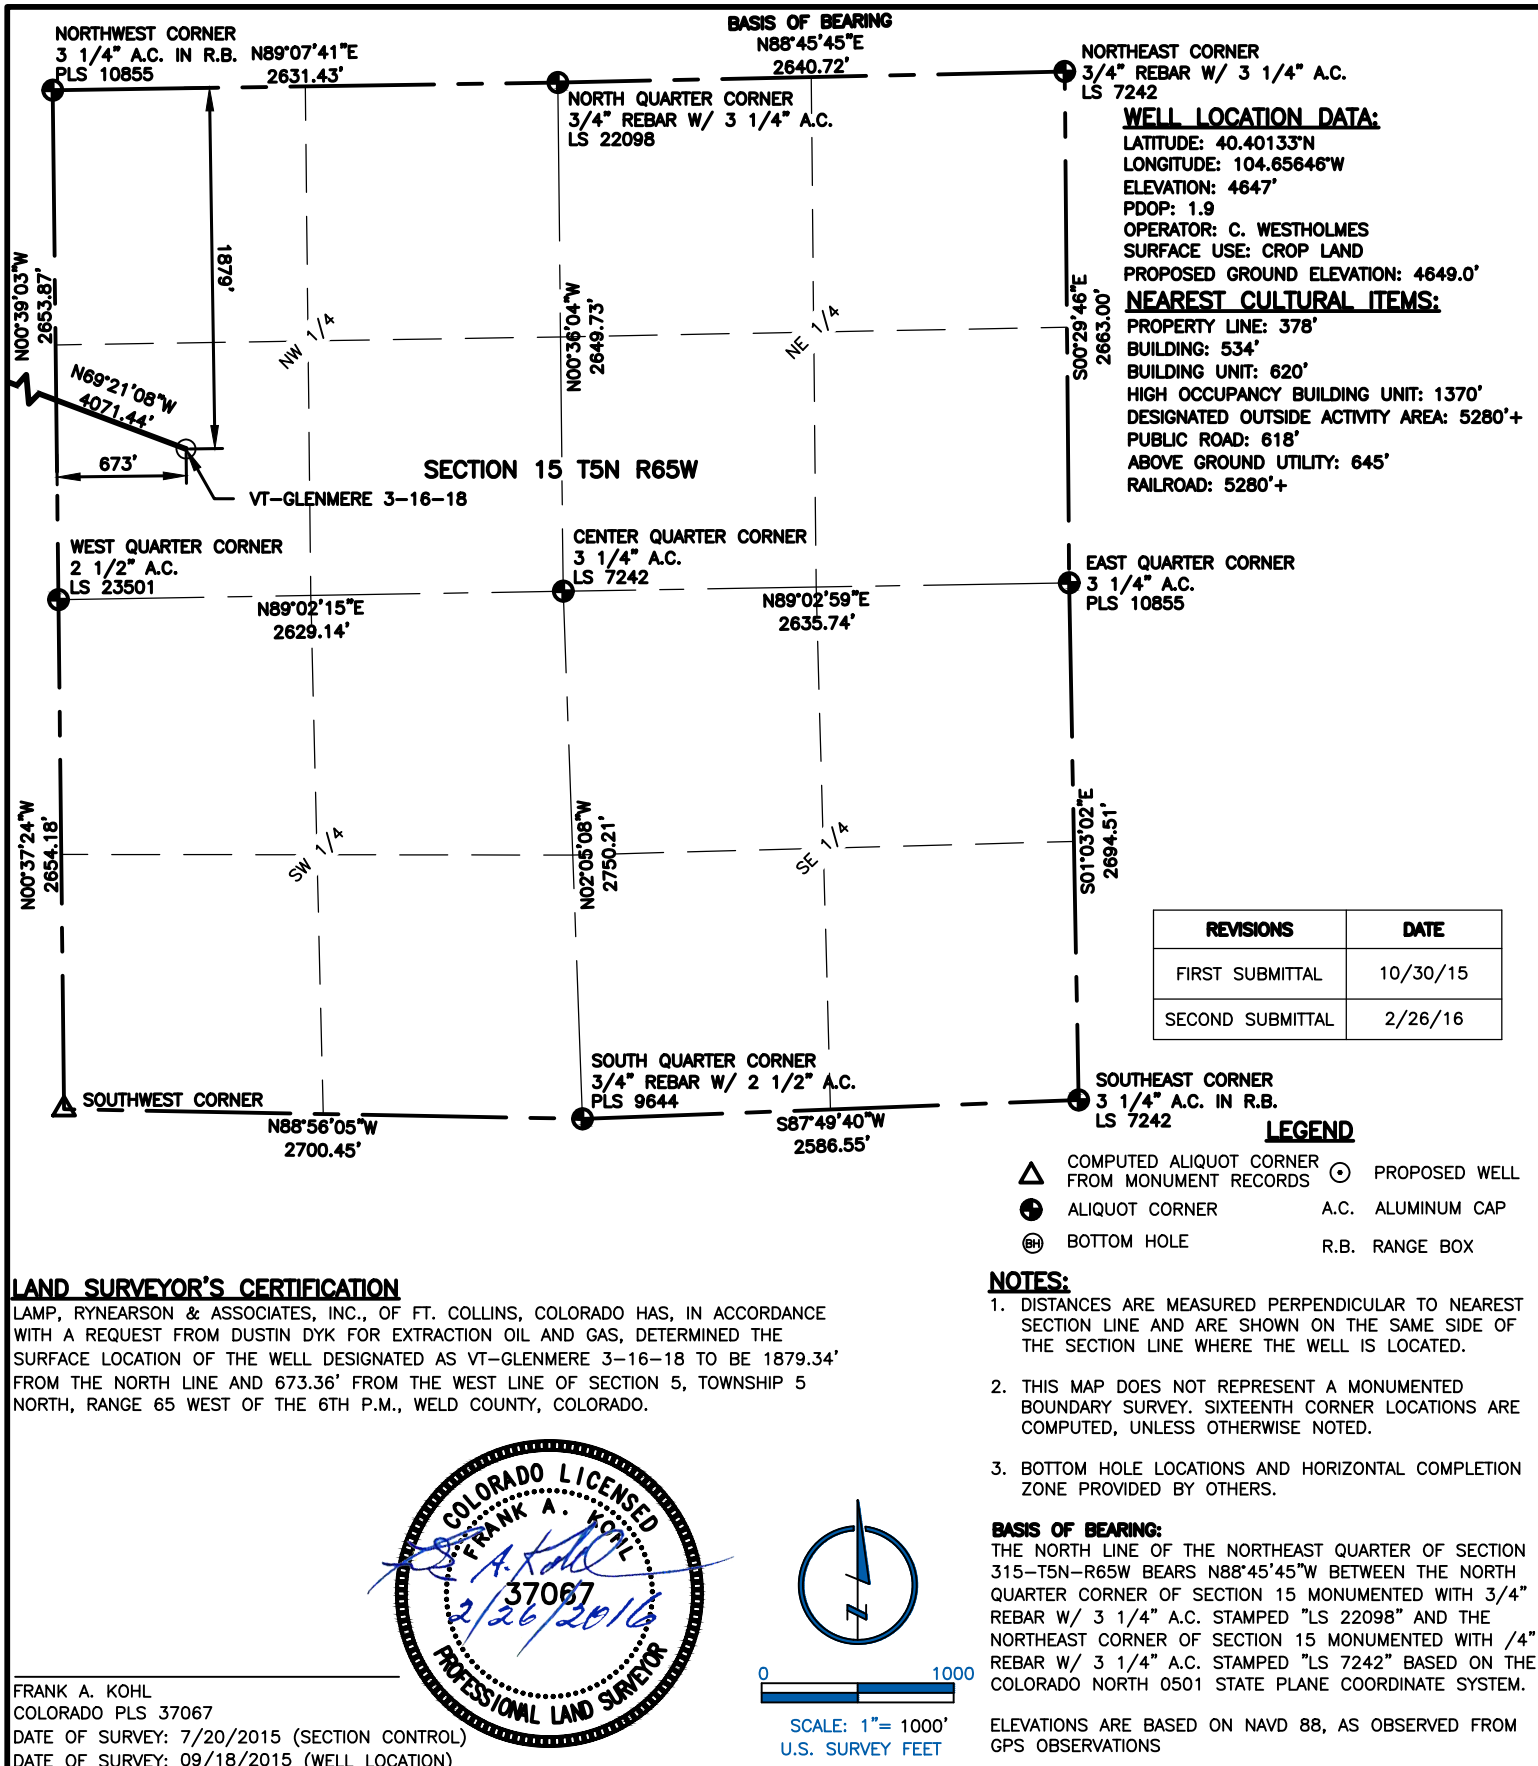 BASIS OF BEARING
N88°45'45"E
2640.72'
NORTHWEST CORNER
3 1/4" A.C. IN R.B.
PLS 10855
N89°07'41"E
2631.43'
NORTH QUARTER CORNER
3/4" REBAR W/ 3 1/4" A.C.
LS 22098
NORTHEAST CORNER
3/4" REBAR W/ 3 1/4" A.C.
LS 7242
WELL LOCATION DATA:
LATITUDE: 40.40133°N
LONGITUDE: 104.65646°W
ELEVATION: 4647'
PDOP: 1.9
OPERATOR: C. WESTHOLMES
SURFACE USE: CROP LAND
PROPOSED GROUND ELEVATION: 4649.0'
NEAREST CULTURAL ITEMS:
PROPERTY LINE: 378'
BUILDING: 534'
BUILDING UNIT: 620'
HIGH OCCUPANCY BUILDING UNIT: 1370'
DESIGNATED OUTSIDE ACTIVITY AREA: 5280'+
PUBLIC ROAD: 618'
ABOVE GROUND UTILITY: 645'
RAILROAD: 5280'+
N00°39'03"W
2653.87'
1879'
NW 1/4
N00°36'04"W
2649.73'
NE 1/4
S00°29'46"E
2663.00'
N69°21'08"W
4071.44'
673'
SECTION 15 T5N R65W
VT-GLENMERE 3-16-18
WEST QUARTER CORNER
2 1/2" A.C.
LS 23501
CENTER QUARTER CORNER
3 1/4" A.C.
LS 7242
EAST QUARTER CORNER
3 1/4" A.C.
PLS 10855
N89°02'15"E
2629.14'
N89°02'59"E
2635.74'
N00°37'24"W
2654.18'
SW 1/4
N02°05'08"W
2750.21'
SE 1/4
S01°03'02"E
2694.51'
REVISIONS DATE
FIRST SUBMITTAL 10/30/15
SECOND SUBMITTAL 2/26/16
SOUTHWEST CORNER
SOUTH QUARTER CORNER
3/4" REBAR W/ 2 1/2" A.C.
PLS 9644
SOUTHEAST CORNER
3 1/4" A.C. IN R.B.
LS 7242
N88°56'05"W
2700.45'
S87°49'40"W
2586.55'
LEGEND
COMPUTED ALIQUOT CORNER
FROM MONUMENT RECORDS
PROPOSED WELL
ALIQUOT CORNER
A.C. ALUMINUM CAP
BH BOTTOM HOLE
R.B. RANGE BOX
LAND SURVEYOR'S CERTIFICATION
LAMP, RYNEARSON & ASSOCIATES, INC., OF FT. COLLINS, COLORADO HAS, IN ACCORDANCE
WITH A REQUEST FROM DUSTIN DYK FOR EXTRACTION OIL AND GAS, DETERMINED THE
SURFACE LOCATION OF THE WELL DESIGNATED AS VT-GLENMERE 3-16-18 TO BE 1879.34'
FROM THE NORTH LINE AND 673.36' FROM THE WEST LINE OF SECTION 5, TOWNSHIP 5
NORTH, RANGE 65 WEST OF THE 6TH P.M., WELD COUNTY, COLORADO.
NOTES:
1. DISTANCES ARE MEASURED PERPENDICULAR TO NEAREST
SECTION LINE AND ARE SHOWN ON THE SAME SIDE OF
THE SECTION LINE WHERE THE WELL IS LOCATED.
2. THIS MAP DOES NOT REPRESENT A MONUMENTED
BOUNDARY SURVEY. SIXTEENTH CORNER LOCATIONS ARE
COMPUTED, UNLESS OTHERWISE NOTED.
3. BOTTOM HOLE LOCATIONS AND HORIZONTAL COMPLETION
ZONE PROVIDED BY OTHERS.
BASIS OF BEARING:
THE NORTH LINE OF THE NORTHEAST QUARTER OF SECTION
315-T5N-R65W BEARS N88°45'45"W BETWEEN THE NORTH
QUARTER CORNER OF SECTION 15 MONUMENTED WITH 3/4"
REBAR W/ 3 1/4" A.C. STAMPED "LS 22098" AND THE
NORTHEAST CORNER OF SECTION 15 MONUMENTED WITH /4"
REBAR W/ 3 1/4" A.C. STAMPED "LS 7242" BASED ON THE
COLORADO NORTH 0501 STATE PLANE COORDINATE SYSTEM.
ELEVATIONS ARE BASED ON NAVD 88, AS OBSERVED FROM
GPS OBSERVATIONS
COLORADO LICENSED
FRANK A. KOHL
A. Kohl
37067
2/26/2016
PROFESSIONAL LAND SURVEYOR
N
0 1000
SCALE: 1"= 1000'
U.S. SURVEY FEET
FRANK A. KOHL
COLORADO PLS 37067
DATE OF SURVEY: 7/20/2015 (SECTION CONTROL)
DATE OF SURVEY: 09/18/2015 (WELL LOCATION)